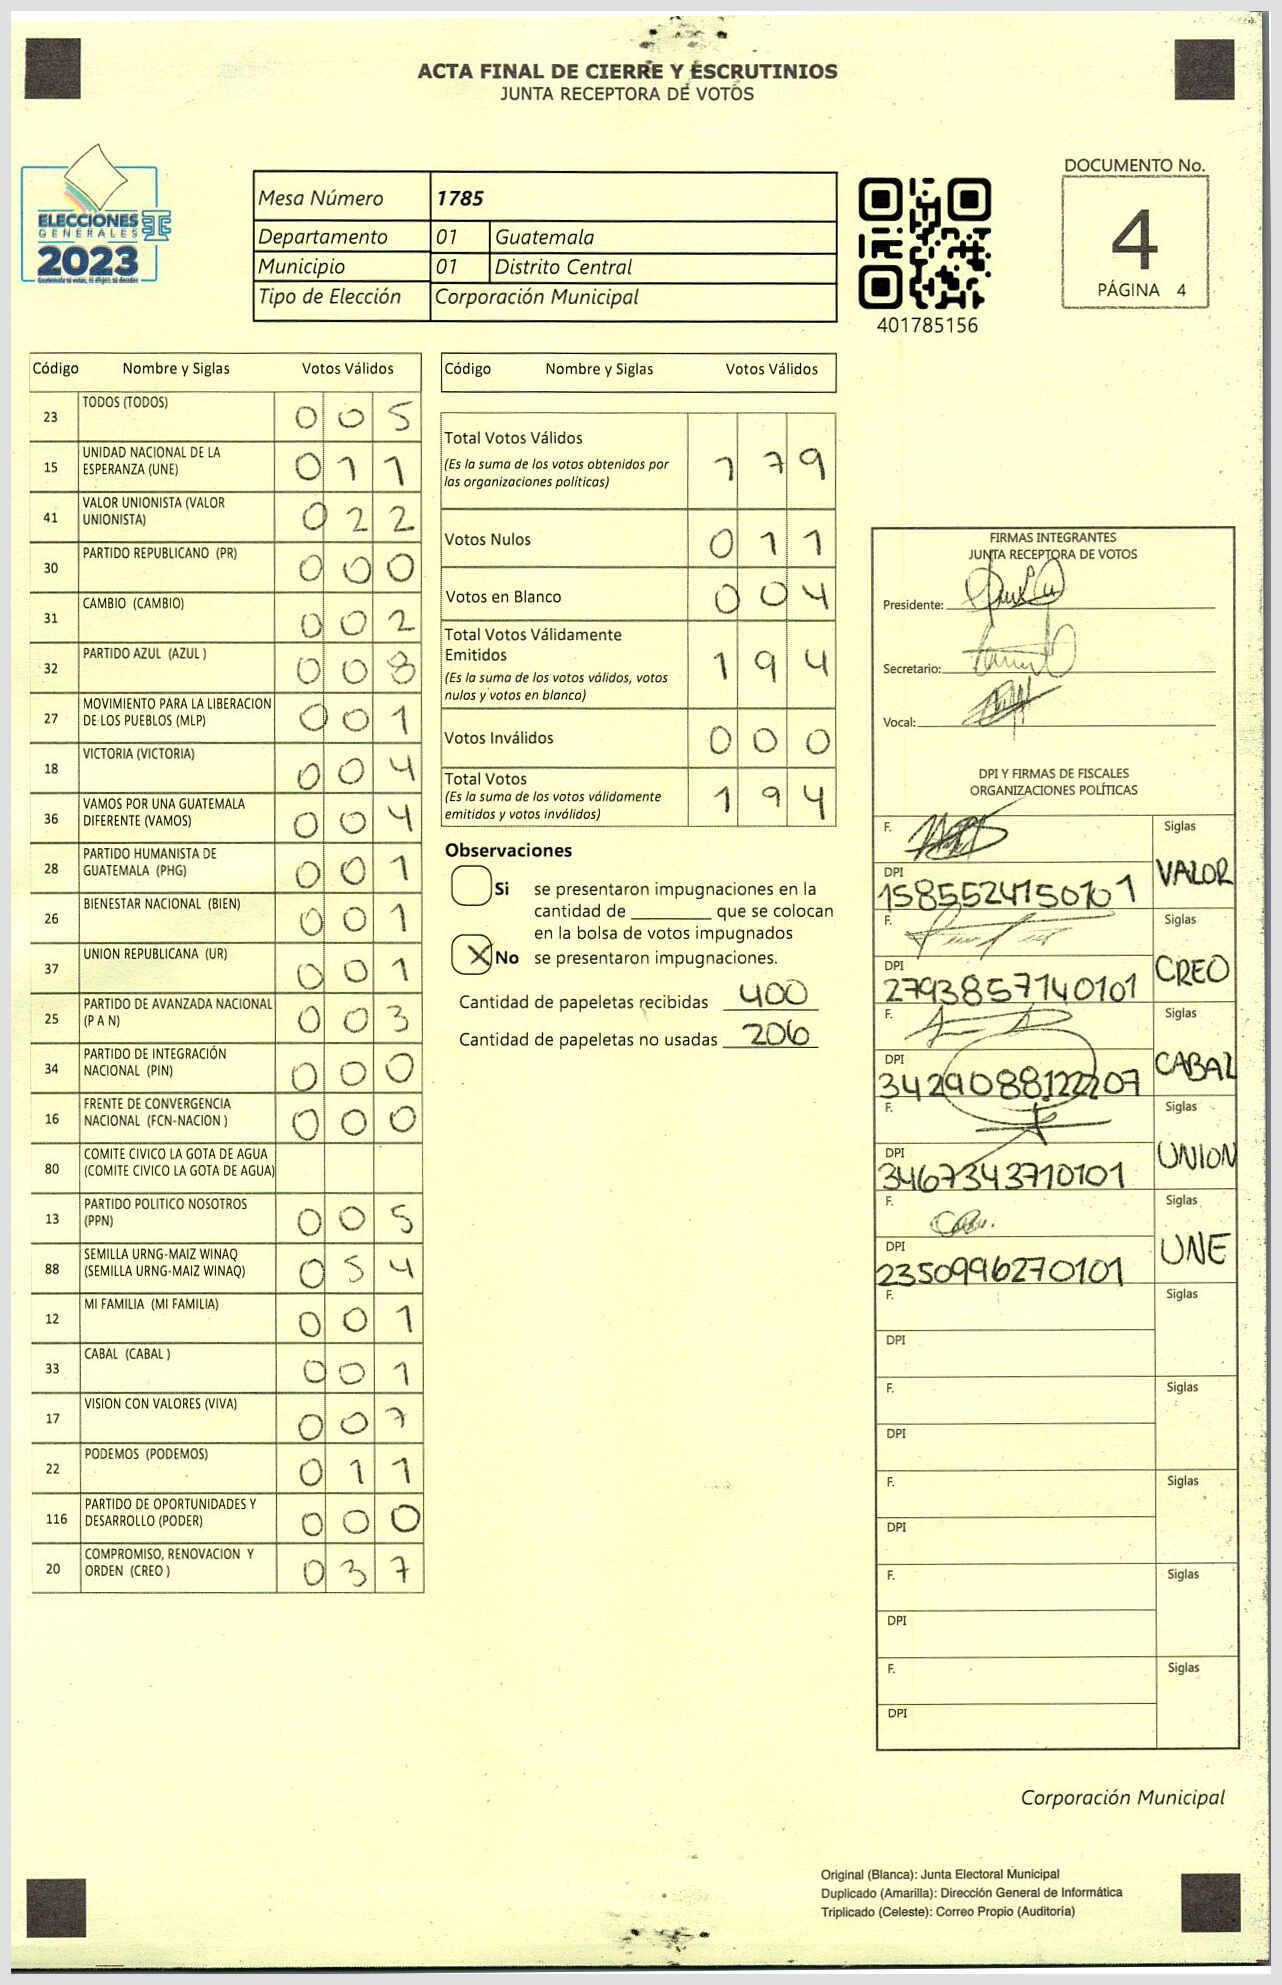 ACTA FINAL DE CIERRE Y ESCRUTINIOS
JUNTA RECEPTORA DE VOTOS
ELECCIONES
GENERALES
2023
Mesa Número 1785
Departamento 01 Guatemala
Municipio 01 Distrito Central
Tipo de Elección Corporación Municipal
401785156
DOCUMENTO No.
4
PÁGINA 4
Código Nombre y Siglas Votos Válidos
23 TODOS (TODOS) 0 0 5
15 UNIDAD NACIONAL DE LA
ESPERANZA (UNE) 0 1 1
41 VALOR UNIONISTA (VALOR
UNIONISTA) 0 2 2
30 PARTIDO REPUBLICANO (PR) 0 0 0
31 CAMBIO (CAMBIO) 0 0 2
32 PARTIDO AZUL (AZUL ) 0 0 8
27 MOVIMIENTO PARA LA LIBERACION
DE LOS PUEBLOS (MLP) 0 0 1
18 VICTORIA (VICTORIA) 0 0 4
36 VAMOS POR UNA GUATEMALA
DIFERENTE (VAMOS) 0 0 4
28 PARTIDO HUMANISTA DE
GUATEMALA (PHG) 0 0 1
26 BIENESTAR NACIONAL (BIEN) 0 0 1
37 UNION REPUBLICANA (UR) 0 0 1
25 PARTIDO DE AVANZADA NACIONAL
(P A N) 0 0 3
34 PARTIDO DE INTEGRACIÓN
NACIONAL (PIN) 0 0 0
16 FRENTE DE CONVERGENCIA
NACIONAL (FCN-NACION ) 0 0 0
80 COMITE CIVICO LA GOTA DE AGUA
(COMITE CIVICO LA GOTA DE AGUA)
13 PARTIDO POLITICO NOSOTROS
(PPN) 0 0 5
88 SEMILLA URNG-MAIZ WINAQ
(SEMILLA URNG-MAIZ WINAQ) 0 5 4
12 MI FAMILIA (MI FAMILIA) 0 0 1
33 CABAL (CABAL ) 0 0 1
17 VISION CON VALORES (VIVA) 0 0 7
22 PODEMOS (PODEMOS) 0 1 1
116 PARTIDO DE OPORTUNIDADES Y
DESARROLLO (PODER) 0 0 0
20 COMPROMISO, RENOVACION Y
ORDEN (CREO ) 0 3 7
Código Nombre y Siglas Votos Válidos
Total Votos Válidos 1 7 9
(Es la suma de los votos obtenidos por
las organizaciones políticas)
Votos Nulos 0 1 1
Votos en Blanco 0 0 4
Total Votos Válidamente
Emitidos 1 9 4
(Es la suma de los votos válidos, votos
nulos y votos en blanco)
Votos Inválidos 0 0 0
Total Votos 1 9 4
(Es la suma de los votos válidamente
emitidos y votos inválidos)
Observaciones
Si se presentaron impugnaciones en la
cantidad de ________ que se colocan
en la bolsa de votos impugnados
X No se presentaron impugnaciones.
Cantidad de papeletas recibidas 400
Cantidad de papeletas no usadas 206
FIRMAS INTEGRANTES
JUNTA RECEPTORA DE VOTOS
Presidente:
Secretario:
Vocal:
DPI Y FIRMAS DE FISCALES
ORGANIZACIONES POLÍTICAS
F. Siglas
DPI 1585524150101 VALOR
F. Siglas
DPI 2793857140101 CREO
F. Siglas
DPI 3429088122207 CABAL
F. Siglas
DPI 3467343710101 UNION
F. Siglas
DPI 2350996270101 UNE
F. Siglas
DPI
F. Siglas
DPI
F. Siglas
DPI
F. Siglas
DPI
F. Siglas
DPI
Corporación Municipal
Original (Blanca): Junta Electoral Municipal
Duplicado (Amarilla): Dirección General de Informática
Triplicado (Celeste): Correo Propio (Auditoría)